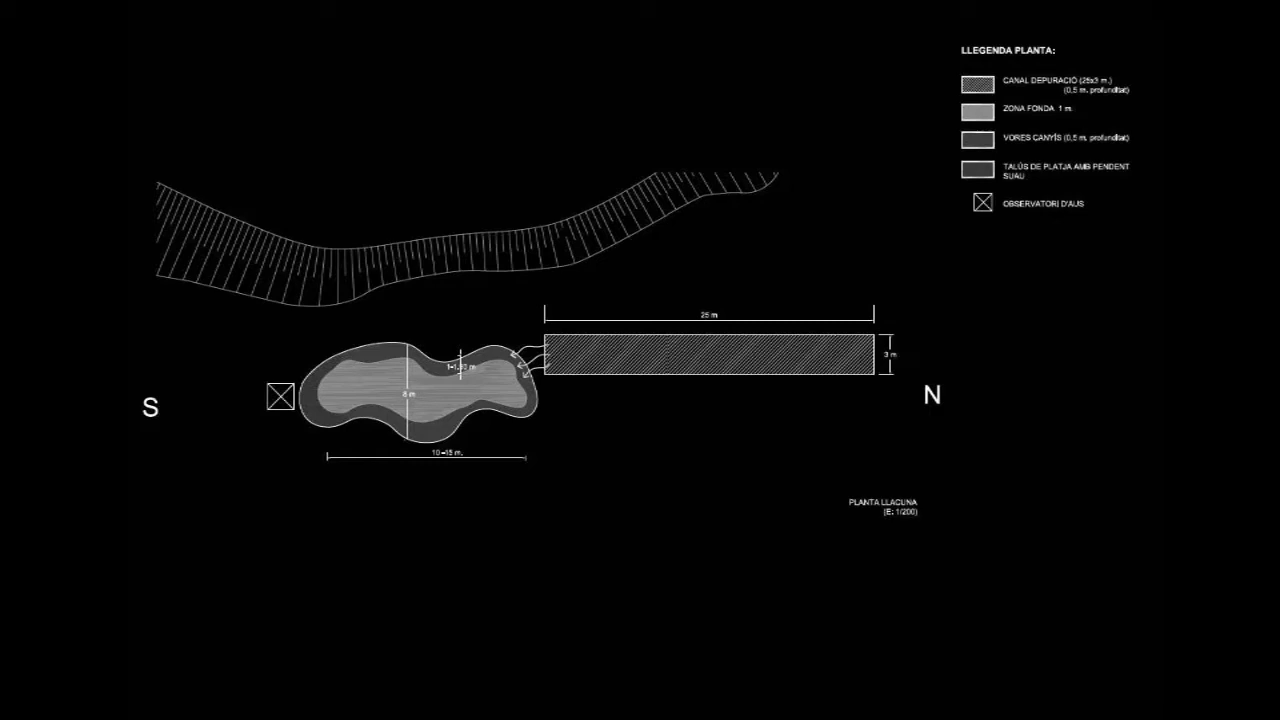 LLEGENDA PLANTA:
CANAL DEPURACIÓ (25x3 m.)
(0,5 m. profunditat)
ZONA FONDA 1 m.
VORES CANYÍS (0,5 m. profunditat)
TALÚS DE PLATJA AMB PENDENT
SUAU
OBSERVATORI D'AUS
25 m
3 m
8 m
10-15 m.
S
N
PLANTA LLACUNA
(E: 1/200)